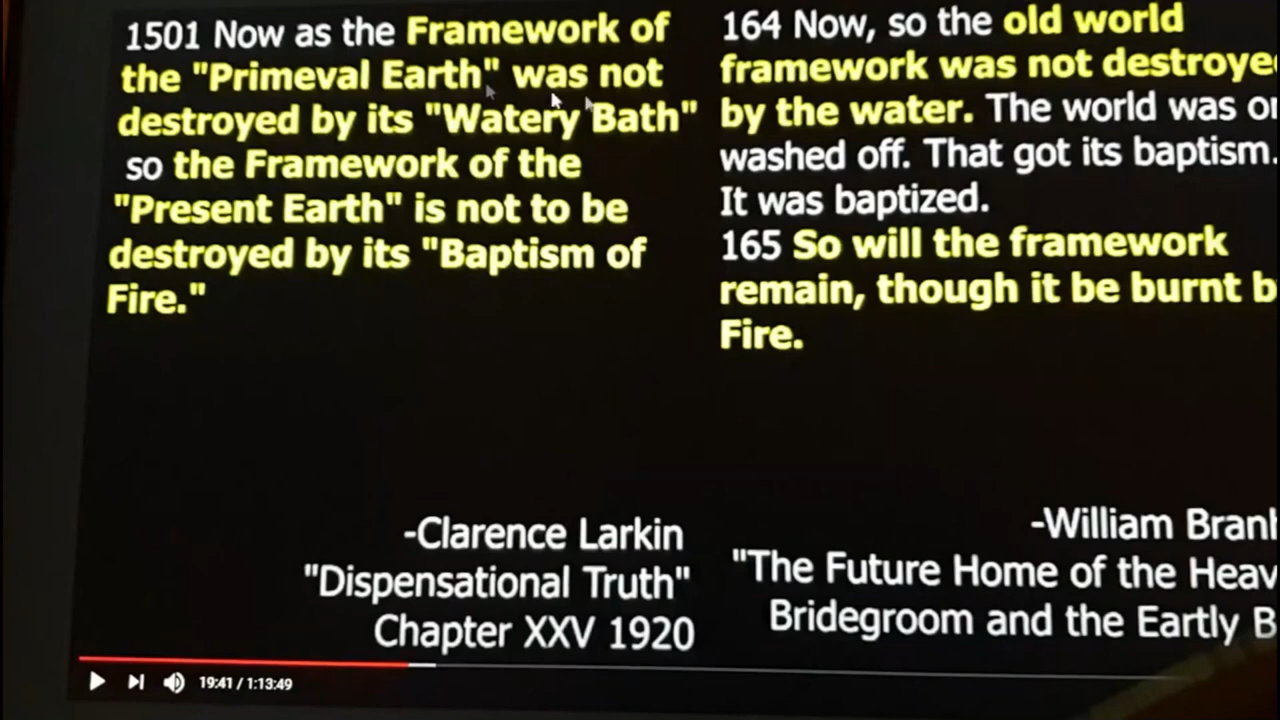 1501 Now as the Framework of
the "Primeval Earth" was not
destroyed by its "Watery Bath"
so the Framework of the
"Present Earth" is not to be
destroyed by its "Baptism of
Fire."
-Clarence Larkin
"Dispensational Truth"
Chapter XXV 1920
164 Now, so the old world
framework was not destroye
by the water. The world was
washed off. That got its baptism.
It was baptized.
165 So will the framework
remain, though it be burnt
Fire.
-William
"The Future Home of the
Bridegroom and the Eartly
19:41 / 1:13:49